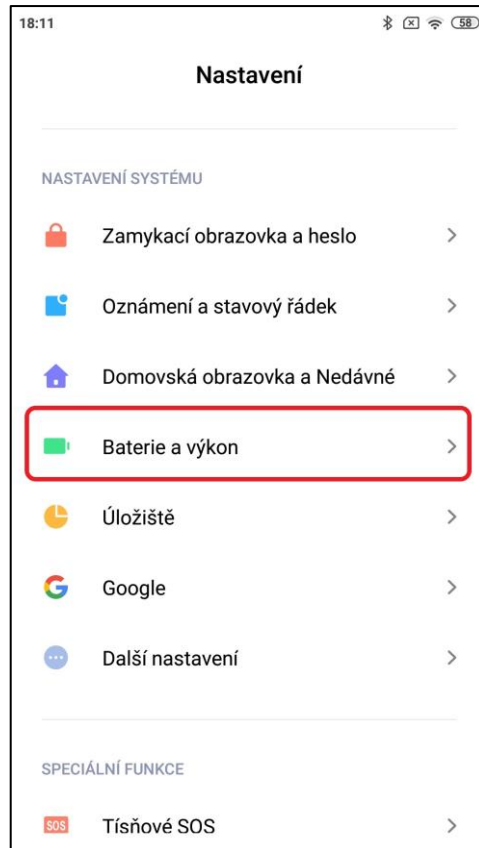 18:11
58
Nastavení
NASTAVENÍ SYSTÉMU
Zamykací obrazovka a heslo
Oznámení a stavový řádek
Domovská obrazovka a Nedávné
Baterie a výkon
Úložiště
Google
Další nastavení
SPECIÁLNÍ FUNKCE
SOS
Tísňové SOS